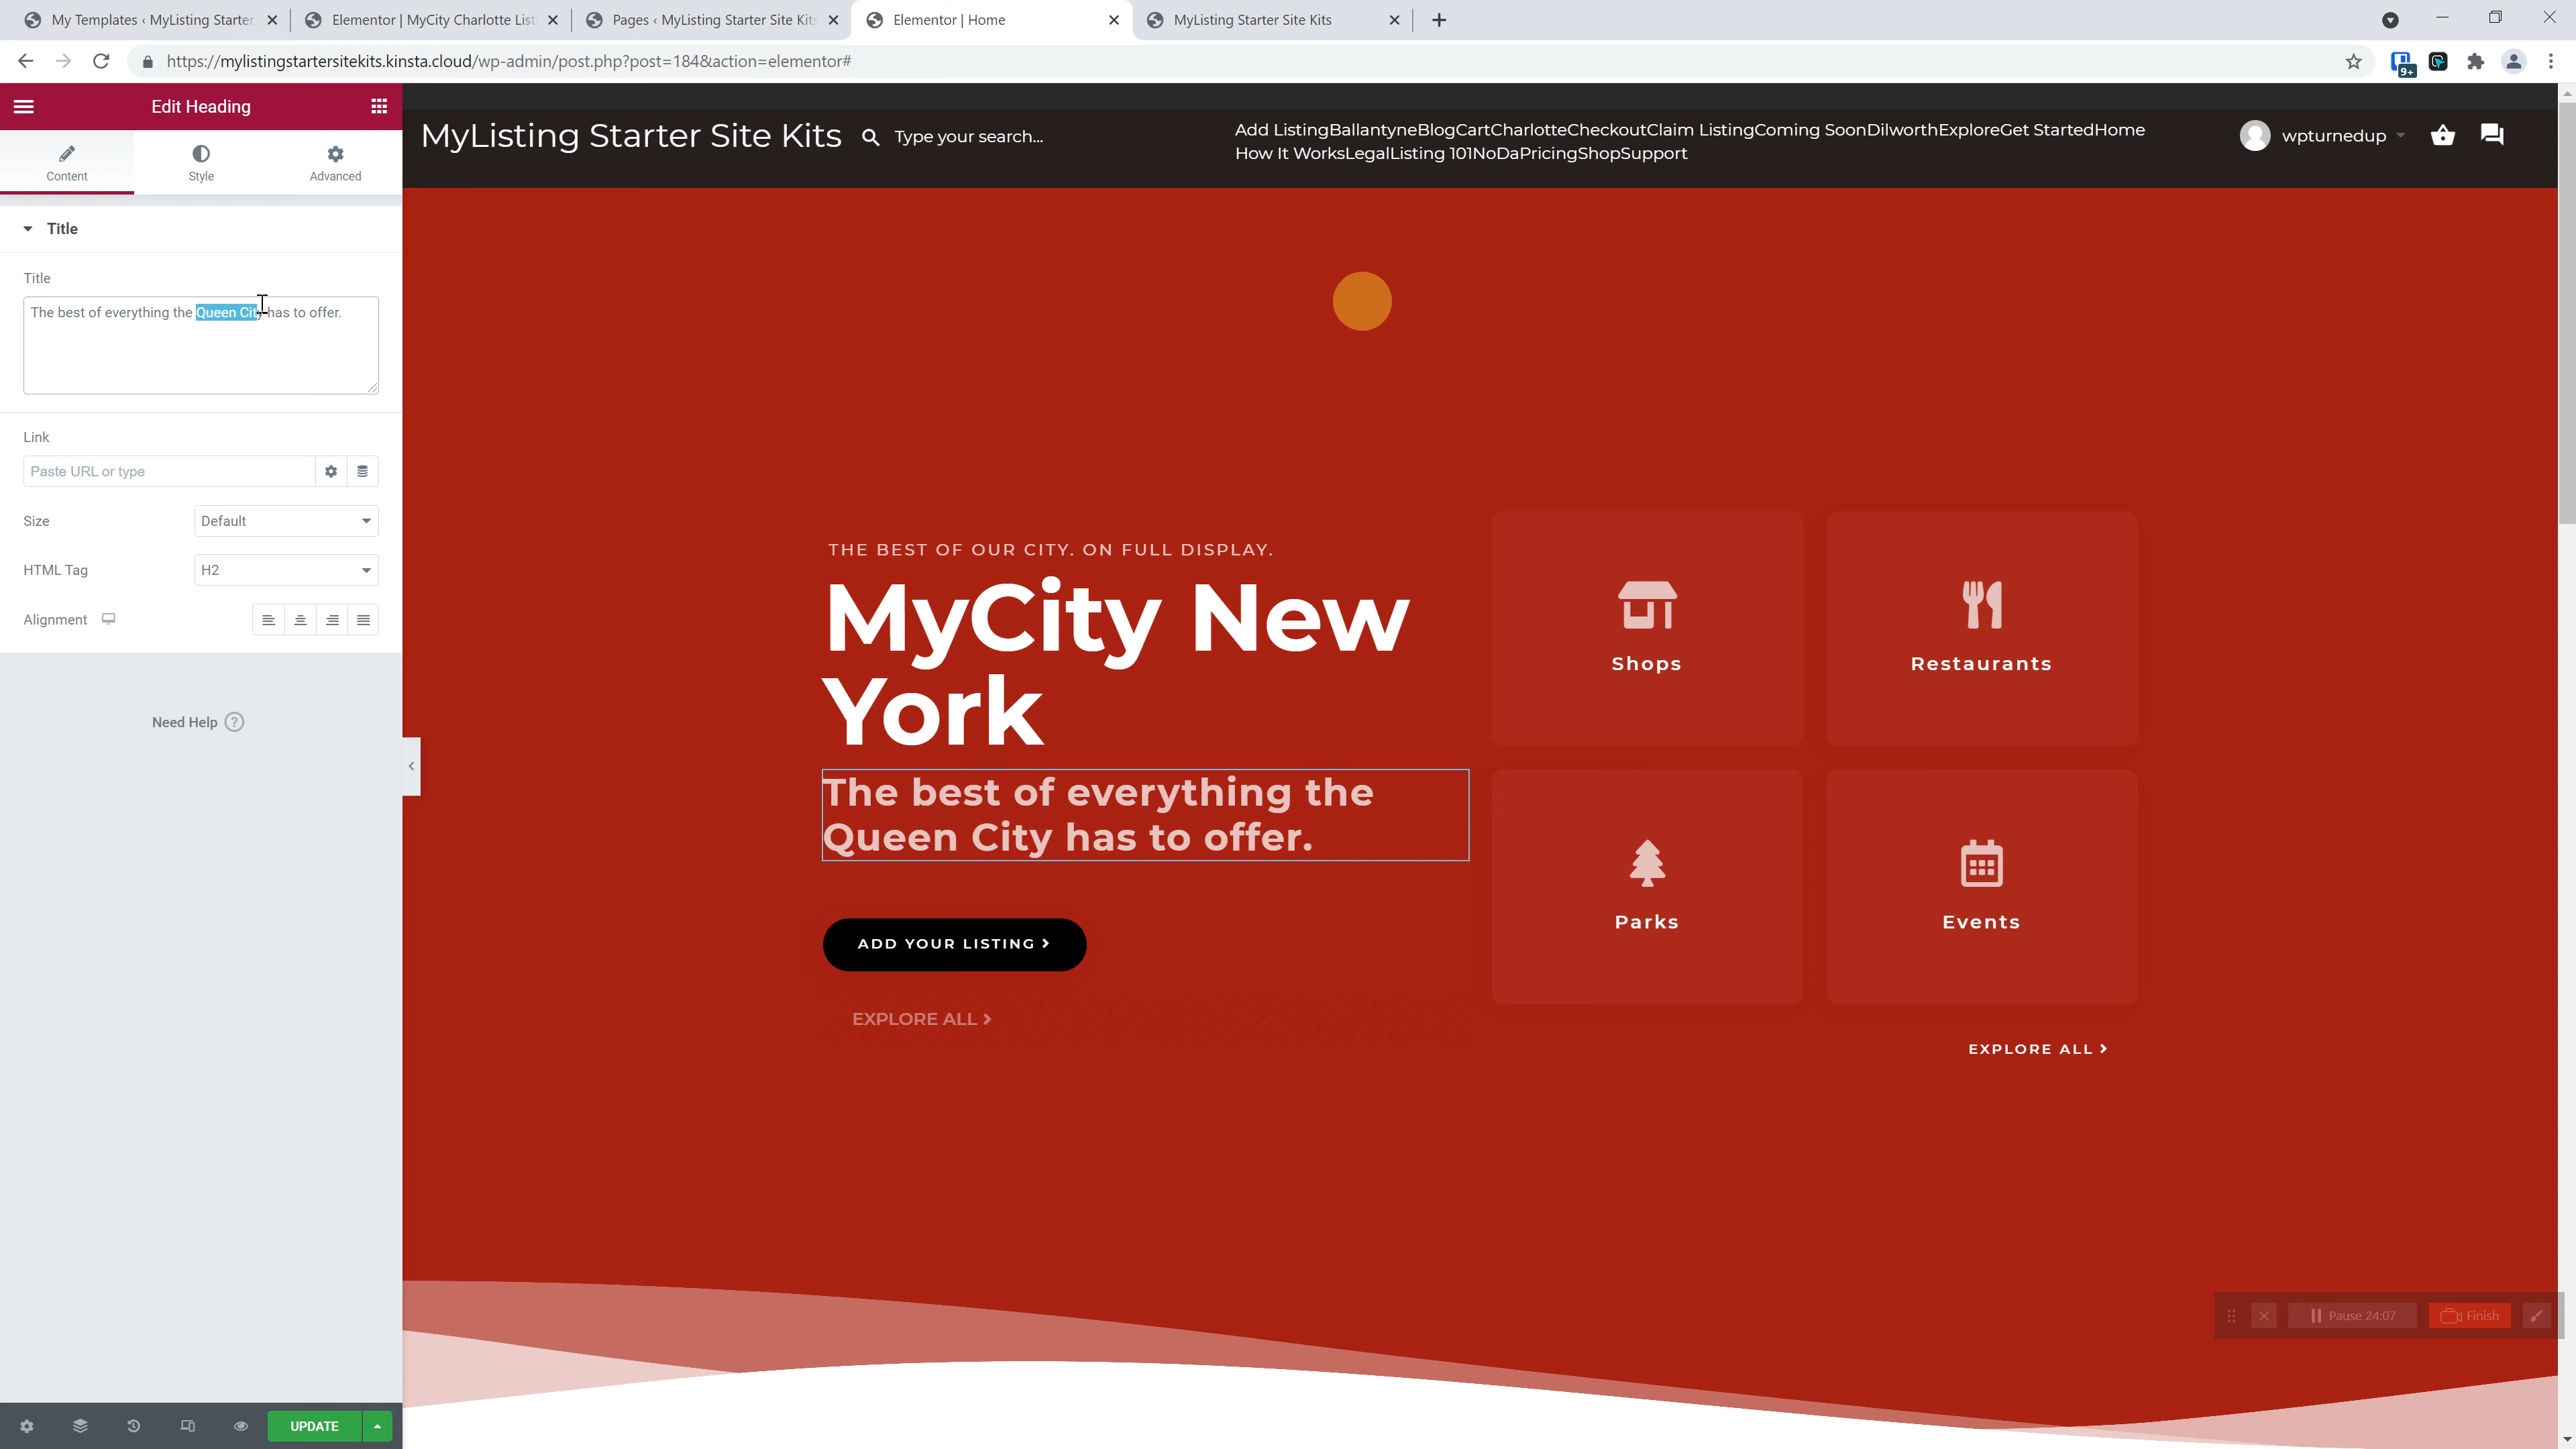 My Templates ‹ MyListing Starter
Elementor | MyCity Charlotte List
Pages ‹ MyListing Starter Site Kits
Elementor | Home
MyListing Starter Site Kits
https://mylistingstartersitekits.kinsta.cloud/wp-admin/post.php?post=184&action=elementor#
9+
Edit Heading
Content
Style
Advanced
Title
Title
The best of everything the Queen City has to offer.
Link
Paste URL or type
Size
Default
HTML Tag
H2
Alignment
Need Help
?
UPDATE
MyListing Starter Site Kits
Type your search...
Add ListingBallantyneBlogCartCharlotteCheckoutClaim ListingComing SoonDilworthExploreGet StartedHome
How It WorksLegalListing 101NoDaPricingShopSupport
wpturnedup
THE BEST OF OUR CITY. ON FULL DISPLAY.
MyCity New
York
The best of everything the
Queen City has to offer.
ADD YOUR LISTING
EXPLORE ALL
Shops
Restaurants
Parks
Events
EXPLORE ALL
Pause 24:07
Finish